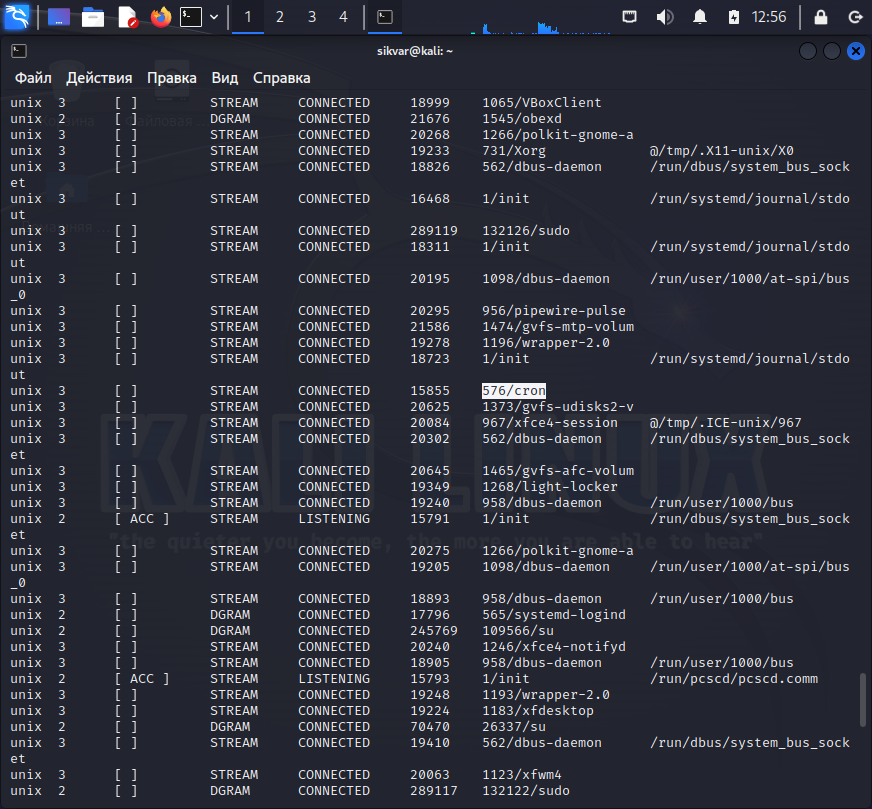 1 2 3 4 12:56
sikvar@kali: ~
Файл Действия Правка Вид Справка
unix 3 [ ] STREAM CONNECTED 18999 1065/VBoxClient
unix 2 [ ] DGRAM CONNECTED 21676 1545/obexd
unix 3 [ ] STREAM CONNECTED 20268 1266/polkit-gnome-a
unix 3 [ ] STREAM CONNECTED 19233 731/Xorg @/tmp/.X11-unix/X0
unix 3 [ ] STREAM CONNECTED 18826 562/dbus-daemon /run/dbus/system_bus_sock
et
unix 3 [ ] STREAM CONNECTED 16468 1/init /run/systemd/journal/stdo
ut
unix 3 [ ] STREAM CONNECTED 289119 132126/sudo
unix 3 [ ] STREAM CONNECTED 18311 1/init /run/systemd/journal/stdo
ut
unix 3 [ ] STREAM CONNECTED 20195 1098/dbus-daemon /run/user/1000/at-spi/bus
_0
unix 3 [ ] STREAM CONNECTED 20295 956/pipewire-pulse
unix 3 [ ] STREAM CONNECTED 21586 1474/gvfs-mtp-volum
unix 3 [ ] STREAM CONNECTED 19278 1196/wrapper-2.0
unix 3 [ ] STREAM CONNECTED 18723 1/init /run/systemd/journal/stdo
ut
unix 3 [ ] STREAM CONNECTED 15855 576/cron
unix 3 [ ] STREAM CONNECTED 20625 1373/gvfs-udisks2-v
unix 3 [ ] STREAM CONNECTED 20084 967/xfce4-session @/tmp/.ICE-unix/967
unix 3 [ ] STREAM CONNECTED 20302 562/dbus-daemon /run/dbus/system_bus_sock
et
unix 3 [ ] STREAM CONNECTED 20645 1465/gvfs-afc-volum
unix 3 [ ] STREAM CONNECTED 19349 1268/light-locker
unix 3 [ ] STREAM CONNECTED 19240 958/dbus-daemon /run/user/1000/bus
unix 2 [ ACC ] STREAM LISTENING 15791 1/init /run/dbus/system_bus_sock
et
KALI LINUX
"the quieter you become, the more you are able to hear"
unix 3 [ ] STREAM CONNECTED 20275 1266/polkit-gnome-a
unix 3 [ ] STREAM CONNECTED 19205 1098/dbus-daemon /run/user/1000/at-spi/bus
_0
unix 3 [ ] STREAM CONNECTED 18893 958/dbus-daemon /run/user/1000/bus
unix 2 [ ] DGRAM CONNECTED 17796 565/systemd-logind
unix 2 [ ] DGRAM CONNECTED 245769 109566/su
unix 3 [ ] STREAM CONNECTED 20240 1246/xfce4-notifyd
unix 3 [ ] STREAM CONNECTED 18905 958/dbus-daemon /run/user/1000/bus
unix 2 [ ACC ] STREAM LISTENING 15793 1/init /run/pcscd/pcscd.comm
unix 3 [ ] STREAM CONNECTED 19248 1193/wrapper-2.0
unix 3 [ ] STREAM CONNECTED 19224 1183/xfdesktop
unix 2 [ ] DGRAM CONNECTED 70470 26337/su
unix 3 [ ] STREAM CONNECTED 19410 562/dbus-daemon /run/dbus/system_bus_sock
et
unix 3 [ ] STREAM CONNECTED 20063 1123/xfwm4
unix 2 [ ] DGRAM CONNECTED 289117 132122/sudo